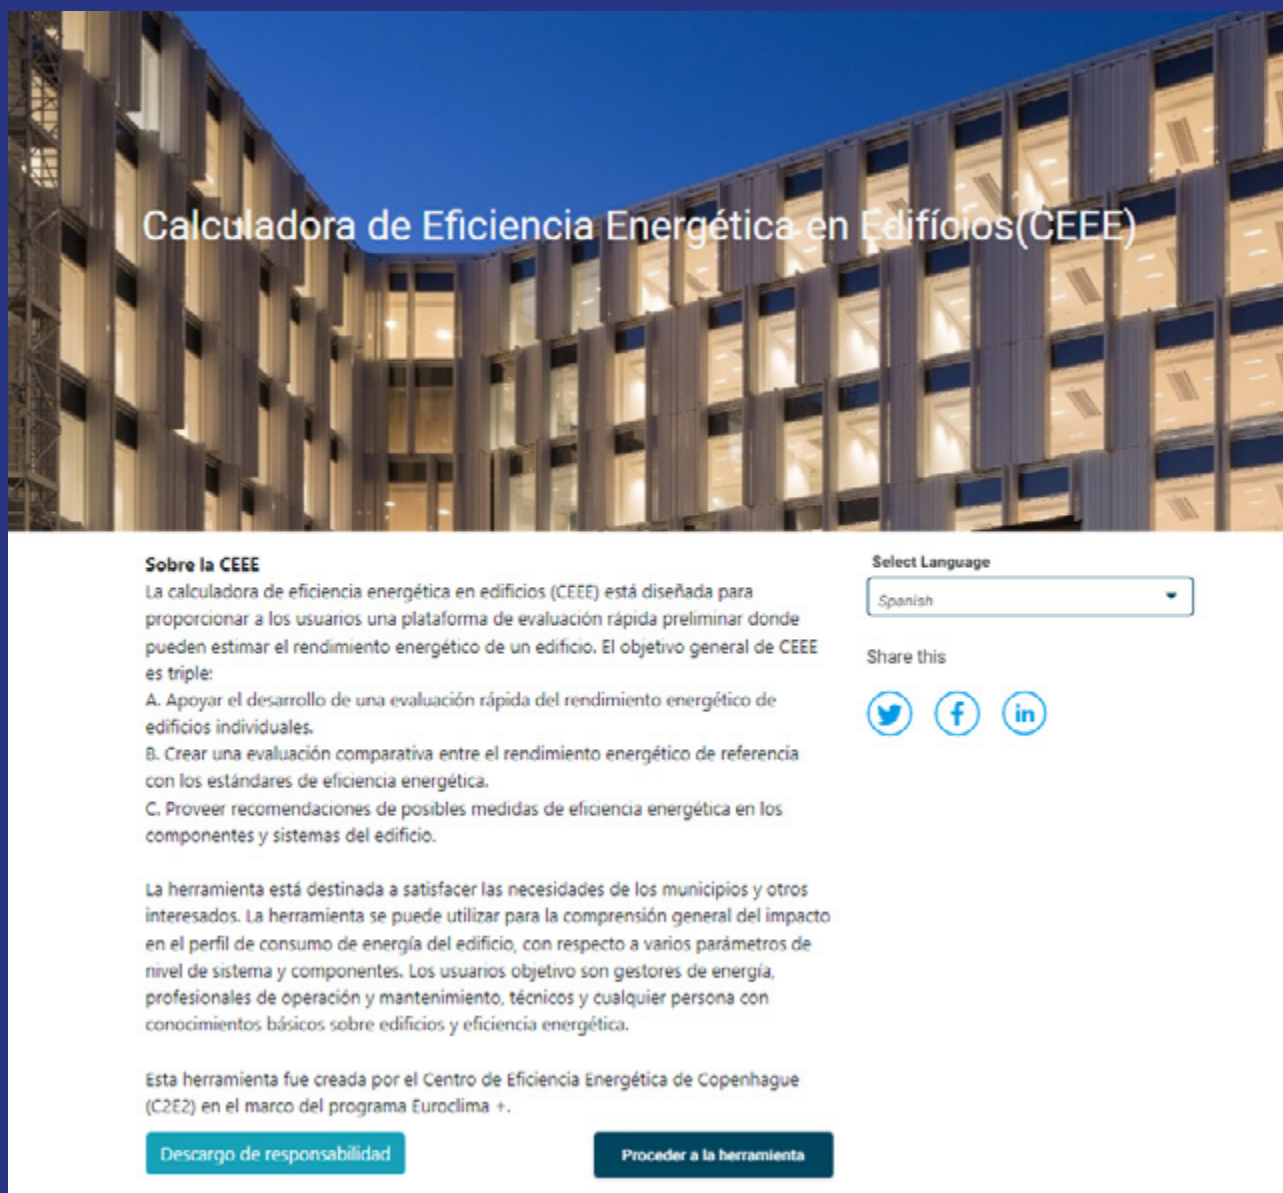 Calculadora de Eficiencia Energética en Edifícios(CEEE)
Sobre la CEEE
La calculadora de eficiencia energética en edificios (CEEE) está diseñada para
proporcionar a los usuarios una plataforma de evaluación rápida preliminar donde
pueden estimar el rendimiento energético de un edificio. El objetivo general de CEEE
es triple:
A. Apoyar el desarrollo de una evaluación rápida del rendimiento energético de
edificios individuales.
B. Crear una evaluación comparativa entre el rendimiento energético de referencia
con los estándares de eficiencia energética.
C. Proveer recomendaciones de posibles medidas de eficiencia energética en los
componentes y sistemas del edificio.
La herramienta está destinada a satisfacer las necesidades de los municipios y otros
interesados. La herramienta se puede utilizar para la comprensión general del impacto
en el perfil de consumo de energía del edificio, con respecto a varios parámetros de
nivel de sistema y componentes. Los usuarios objetivo son gestores de energía,
profesionales de operación y mantenimiento, técnicos y cualquier persona con
conocimientos básicos sobre edificios y eficiencia energética.
Esta herramienta fue creada por el Centro de Eficiencia Energética de Copenhague
(C2E2) en el marco del programa Euroclima +.
Descargo de responsabilidad
Proceder a la herramienta
Select Language
Spanish
Share this
f
in